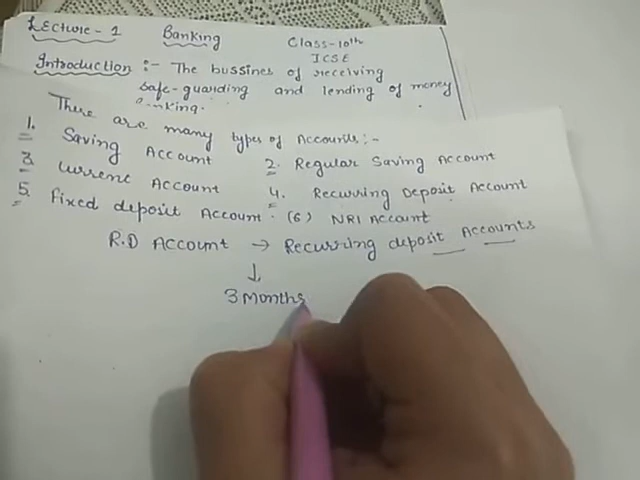 Lecture - 1 Banking Class-10th
ICSE
Introduction :- The bussines of receiving
safe-guarding and lending of money
There are many types of Accounts :-
1. Saving Account 2. Regular Saving Account
3. Current Account 4. Recurring Deposit Account
5. Fixed deposit Account. (6) NRI Account
R.D Account → Recurring deposit Accounts
↓
3 Months